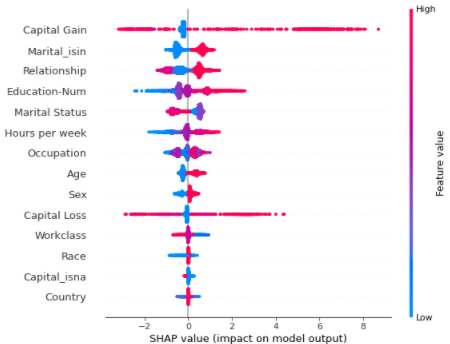 High
Capital Gain
Marital_isin
Relationship
Education-Num
Marital Status
Hours per week
Occupation
Age
Sex
Capital Loss
Workclass
Race
Capital_isna
Country
Feature value
Low
−2 0 2 4 6 8
SHAP value (impact on model output)